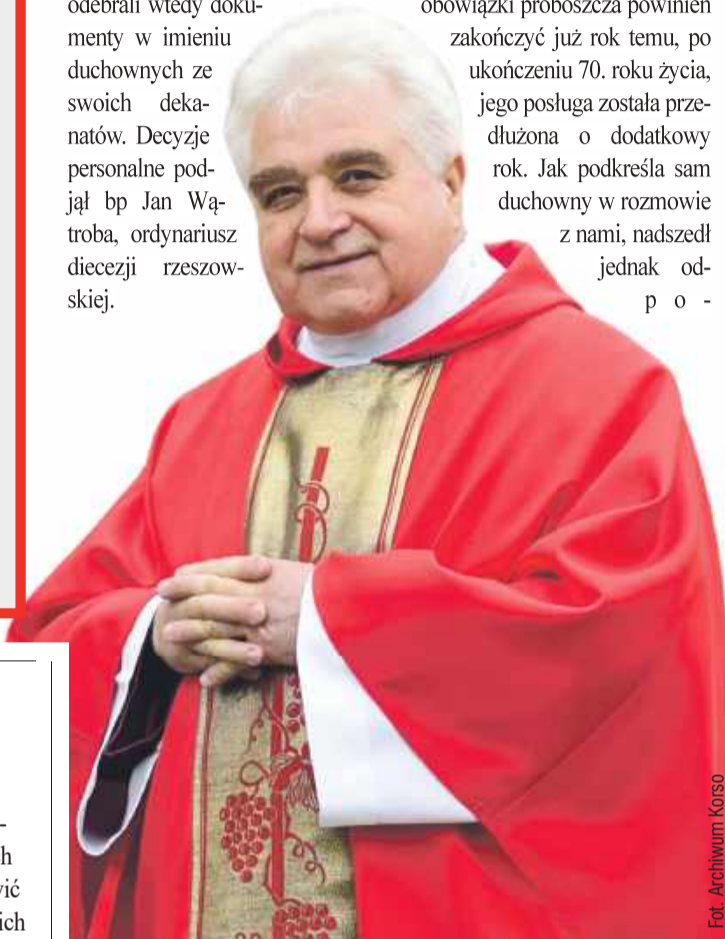 odebrali wtedy doku-
menty w imieniu
duchownych ze
swoich deka-
natów. Decyzje
personalne pod-
jął bp Jan Wą-
troba, ordynariusz
diecezji rzeszow-
skiej.
obowiązki proboszcza powinien
zakończyć już rok temu, po
ukończeniu 70. roku życia,
jego posługa została prze-
dłużona o dodatkowy
rok. Jak podkreśla sam
duchowny w rozmowie
z nami, nadszedł
jednak od-
p o -
Fot. Archiwum Korso